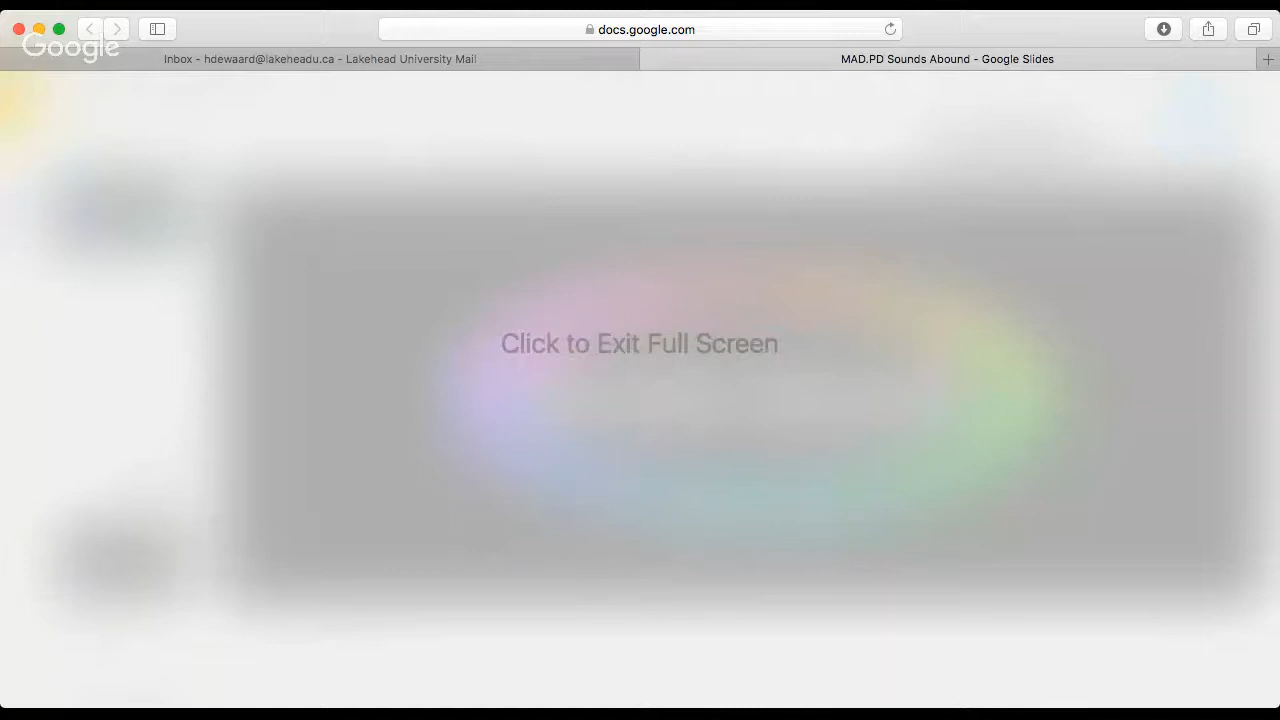 docs.google.com
Google
Inbox - hdewaard@lakeheadu.ca - Lakehead University Mail
MAD.PD Sounds Abound - Google Slides
Click to Exit Full Screen